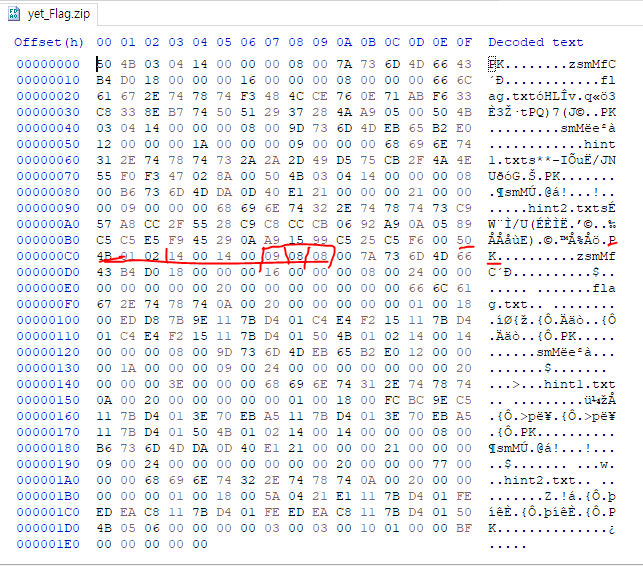 yet_Flag.zip
Offset(h) 00 01 02 03 04 05 06 07 08 09 0A 0B 0C 0D 0E 0F Decoded text
00000000 50 4B 03 04 14 00 00 00 08 00 7A 73 6D 4D 66 43 PK........zsmMfC
00000010 B4 D0 18 00 00 00 16 00 00 00 08 00 00 00 66 6C ´Ð............fl
00000020 61 67 2E 74 78 74 F3 48 4C CE 76 0E 71 AB F6 33 ag.txtóHLÎv.q«ö3
00000030 C8 33 8E B7 74 50 51 29 37 28 4A A9 05 00 50 4B È3Ž·tPQ)7(J©..PK
00000040 03 04 14 00 00 00 08 00 9D 73 6D 4D EB 65 B2 E0 .........smMëe²à
00000050 12 00 00 00 1A 00 00 00 09 00 00 00 68 69 6E 74 ............hint
00000060 31 2E 74 78 74 73 2A 2A 2D 49 D5 75 CB 2F 4A 4E 1.txts**-IÕuË/JN
00000070 55 F0 F3 47 02 8A 00 50 4B 03 04 14 00 00 00 08 UðóG.Š.PK.......
00000080 00 B6 73 6D 4D DA 0D 40 E1 21 00 00 00 21 00 00 .¶smMÚ.@á!...!..
00000090 00 09 00 00 00 68 69 6E 74 32 2E 74 78 74 73 C9 .....hint2.txtsÉ
000000A0 57 A8 CC 2F 55 28 C9 C8 CC CB 06 92 A9 0A 05 89 W¨Ì/U(ÉÈÌË.’©..‰
000000B0 C5 C5 E5 F9 45 29 0A A9 15 99 C5 25 C5 F6 00 50 ÅÅåùE).©.™Å%Åö.P
000000C0 4B 01 02 14 00 14 00 09 08 08 00 7A 73 6D 4D 66 K..........zsmMf
000000D0 43 B4 D0 18 00 00 00 16 00 00 00 08 00 24 00 00 C´Ð..........$..
000000E0 00 00 00 00 00 20 00 00 00 00 00 00 00 66 6C 61 ..... .......fla
000000F0 67 2E 74 78 74 0A 00 20 00 00 00 00 00 01 00 18 g.txt.. ........
00000100 00 ED D8 7B 9E 11 7B D4 01 C4 E4 F2 15 11 7B D4 .íØ{ž.{Ô.Ääò..{Ô
00000110 01 C4 E4 F2 15 11 7B D4 01 50 4B 01 02 14 00 14 .Ääò..{Ô.PK.....
00000120 00 00 00 08 00 9D 73 6D 4D EB 65 B2 E0 12 00 00 ......smMëe²à...
00000130 00 1A 00 00 00 09 00 24 00 00 00 00 00 00 00 20 .......$.......
00000140 00 00 00 3E 00 00 00 68 69 6E 74 31 2E 74 78 74 ...>...hint1.txt
00000150 0A 00 20 00 00 00 00 00 01 00 18 00 FC BC 9E C5 .. .........ü¼žÅ
00000160 11 7B D4 01 3E 70 EB A5 11 7B D4 01 3E 70 EB A5 .{Ô.>pë¥.{Ô.>pë¥
00000170 11 7B D4 01 50 4B 01 02 14 00 14 00 00 00 08 00 .{Ô.PK..........
00000180 B6 73 6D 4D DA 0D 40 E1 21 00 00 00 21 00 00 00 ¶smMÚ.@á!...!...
00000190 09 00 24 00 00 00 00 00 00 00 20 00 00 00 77 00 ..$....... ...w.
000001A0 00 00 68 69 6E 74 32 2E 74 78 74 0A 00 20 00 00 ..hint2.txt.. ..
000001B0 00 00 00 01 00 18 00 5A 04 21 E1 11 7B D4 01 FE .......Z.!á.{Ô.þ
000001C0 ED EA C8 11 7B D4 01 FE ED EA C8 11 7B D4 01 50 íêÈ.{Ô.þíêÈ.{Ô.P
000001D0 4B 05 06 00 00 00 00 03 00 03 00 10 01 00 00 BF K..............¿
000001E0 00 00 00 00 00 .....